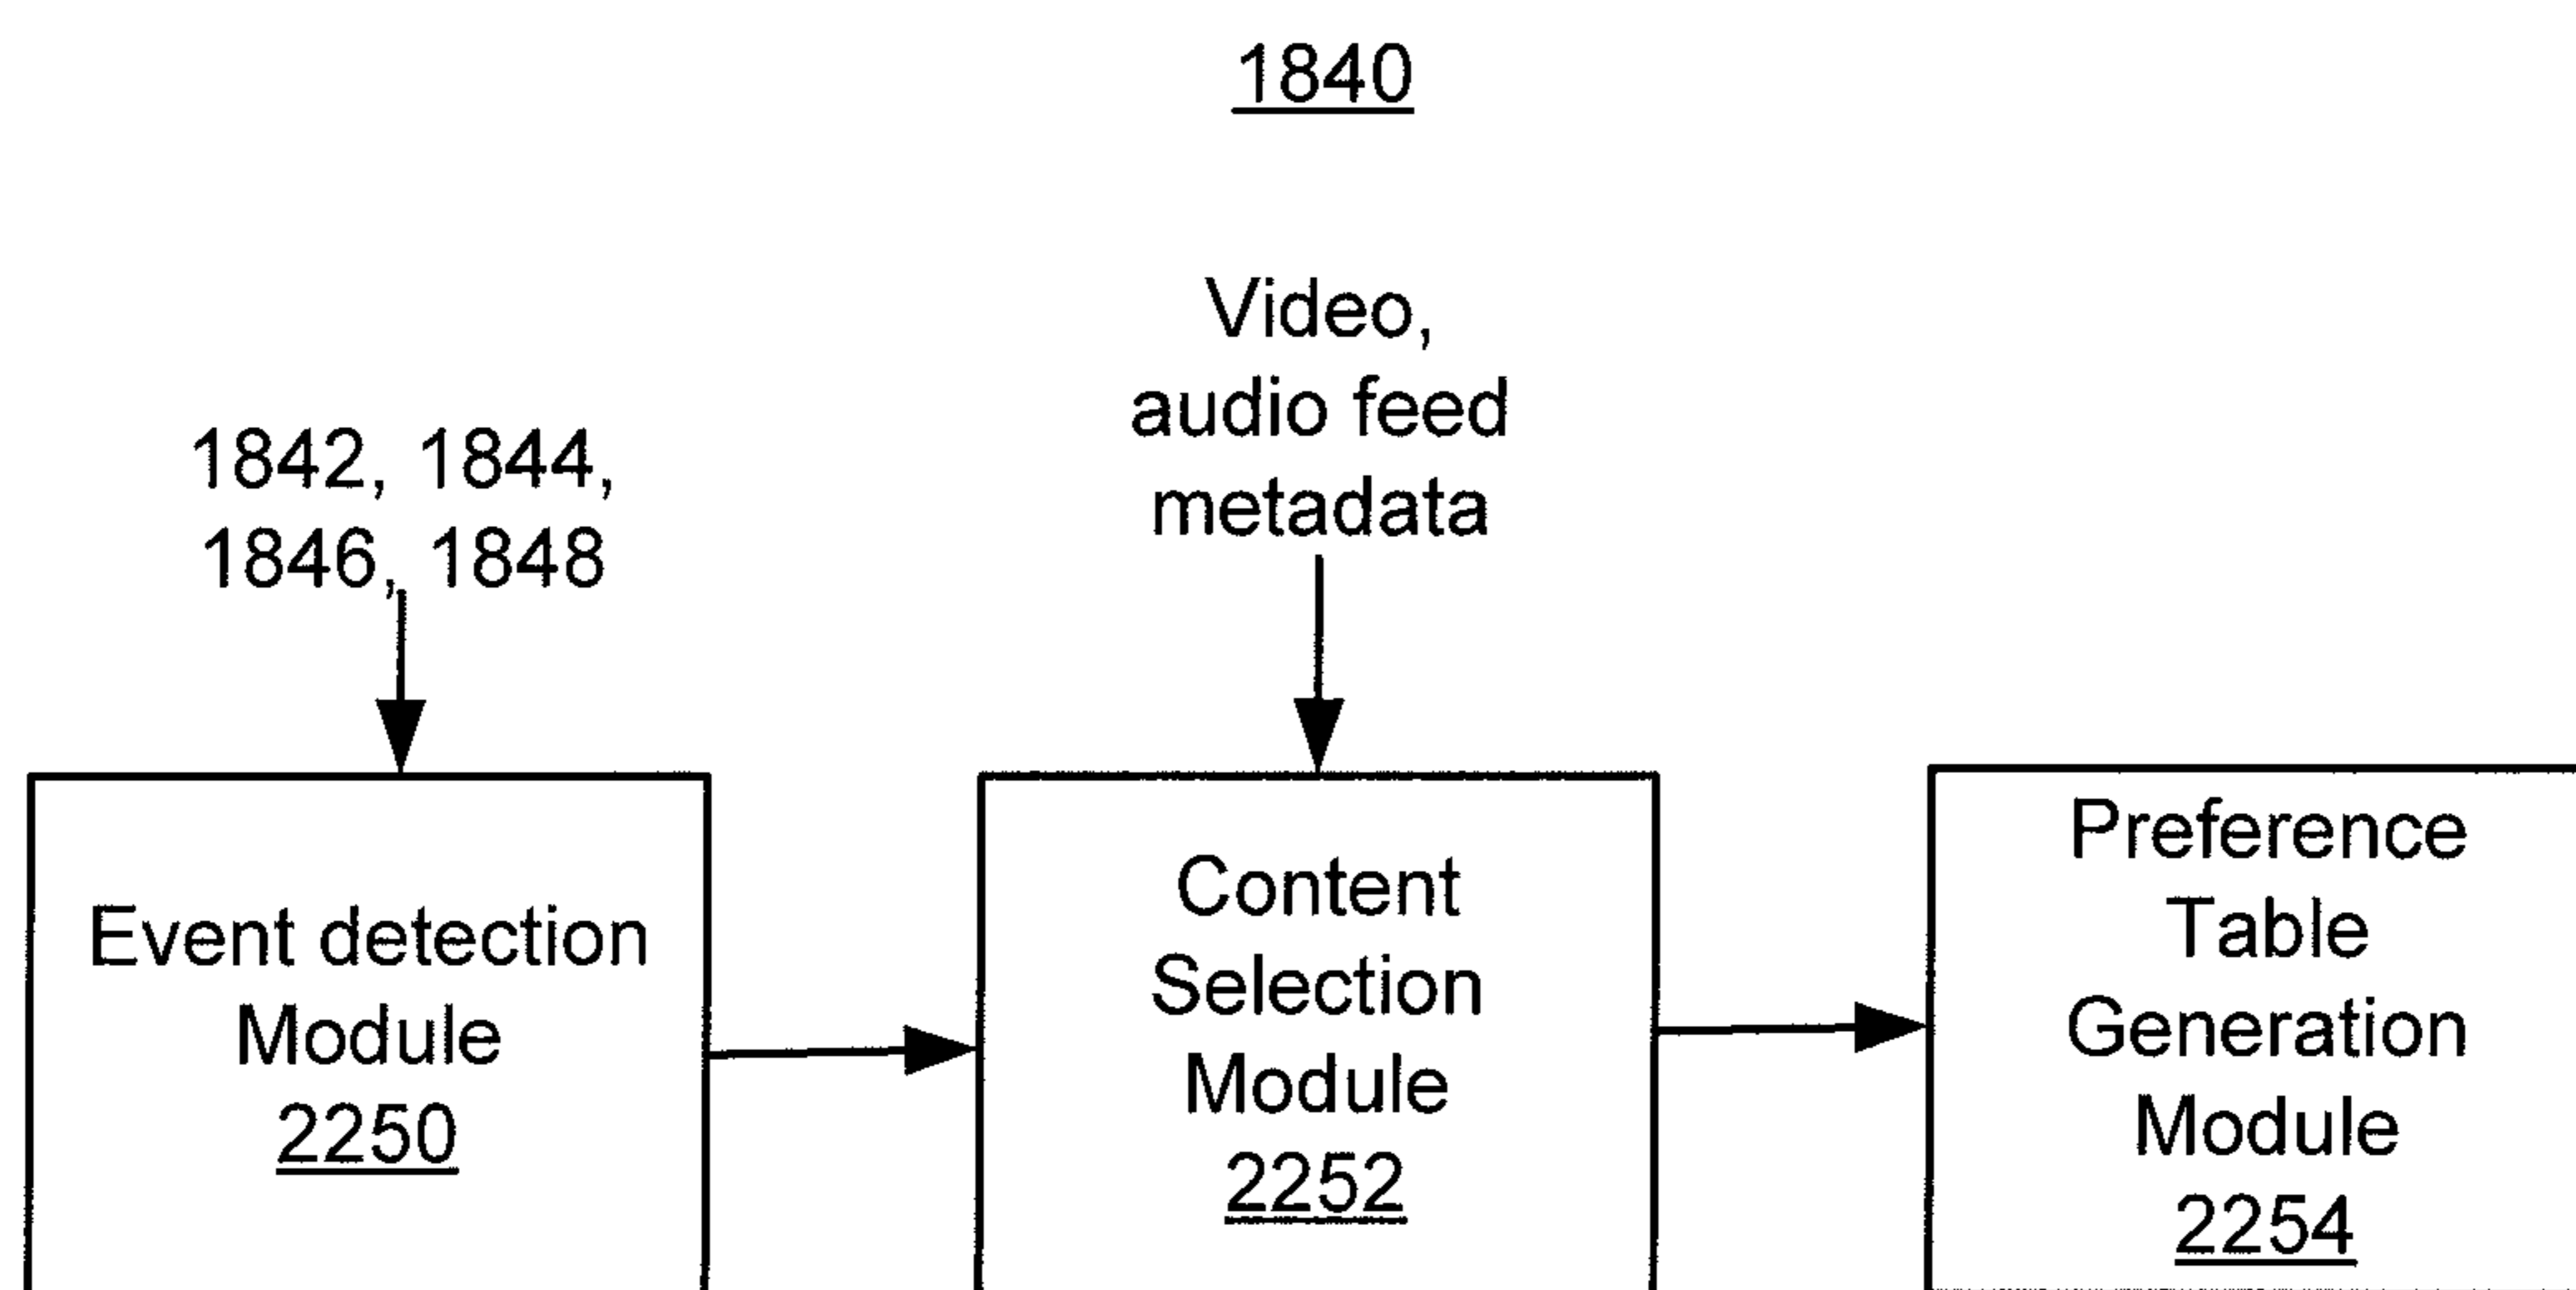 1840
Video,
audio feed
metadata
1842, 1844,
1846, 1848
Event detection
Module
2250
Content
Selection
Module
2252
Preference
Table
Generation
Module
2254